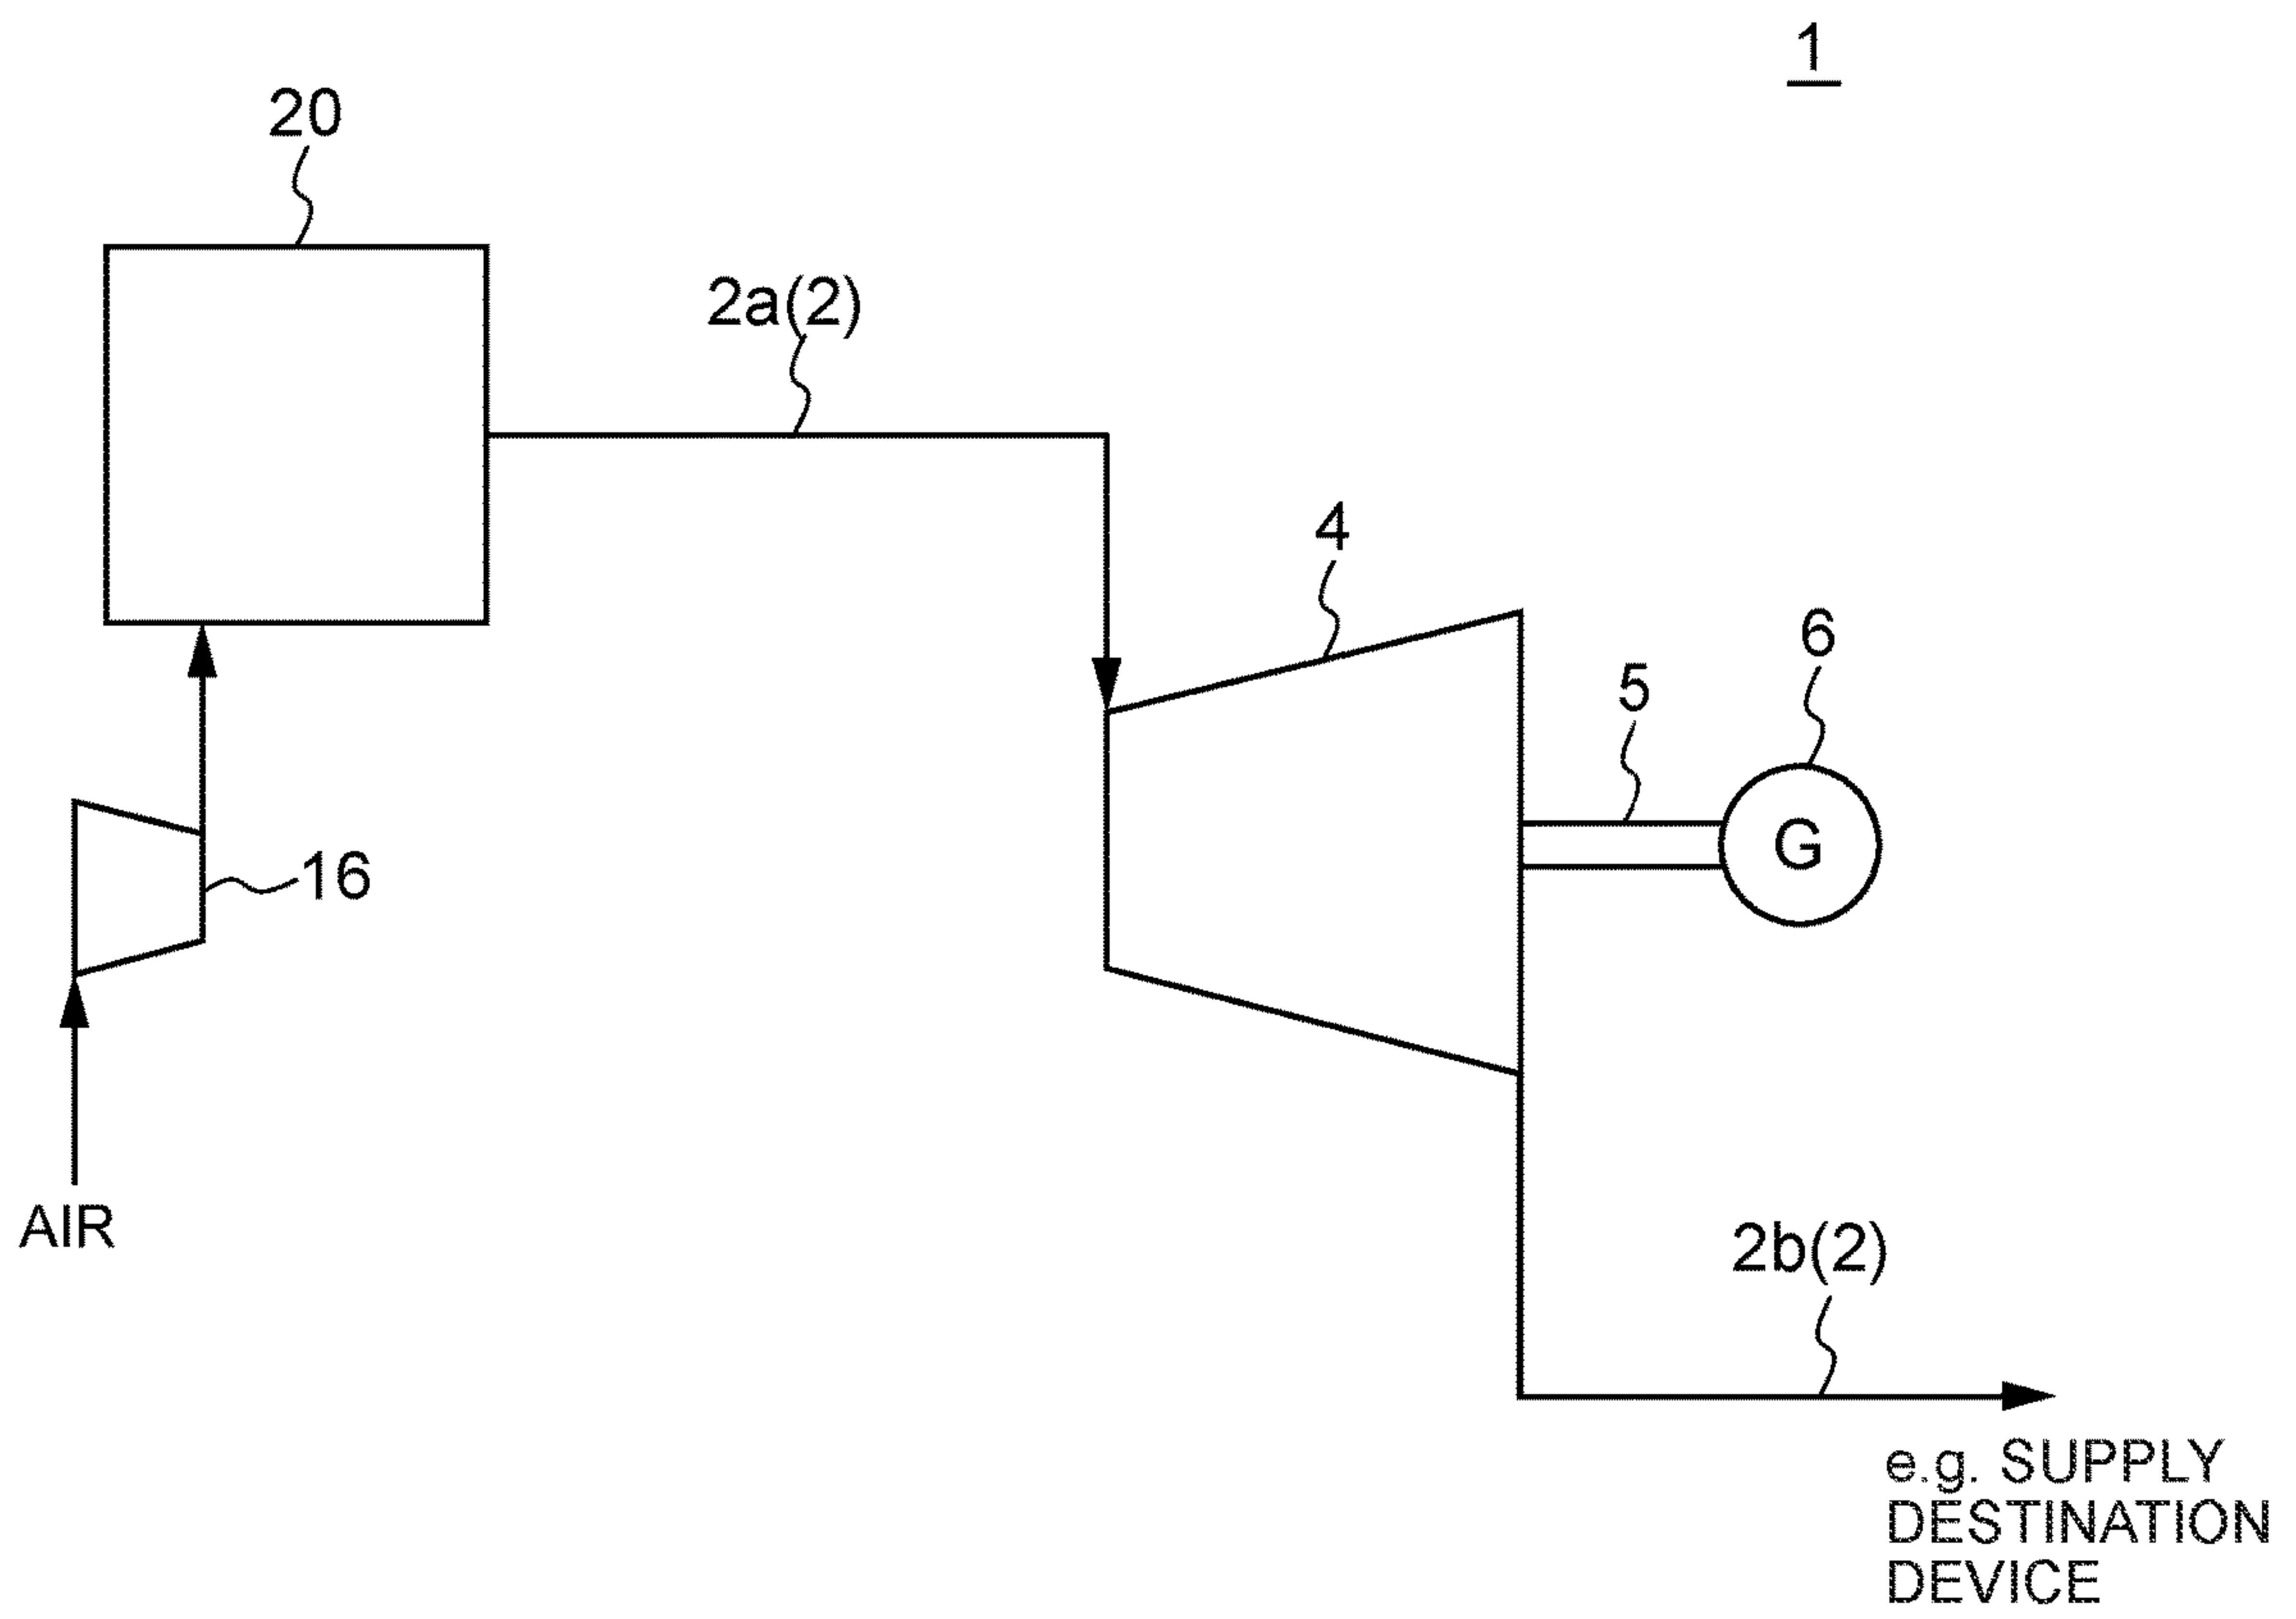 1
20
2a(2)
4
6
5
G
16
AIR
2b(2)
e.g. SUPPLY
DESTINATION
DEVICE